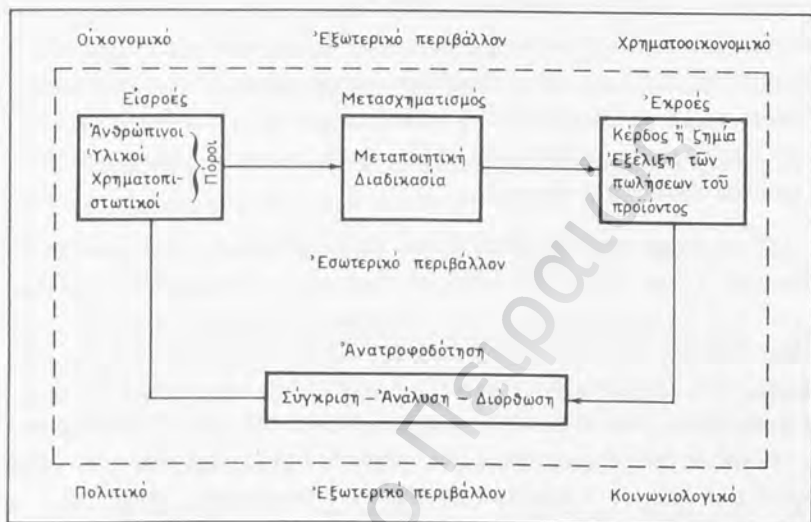 Οἰκονομικό Ἐξωτερικό περιβάλλον Χρηματοοικονομικό
Εἰσροές Μετασχηματισμός Ἐκροές
Ἀνθρώπινοι
Ὑλικοί
Χρηματοπι-
στωτικοί
Πόροι
Μεταποιητική
Διαδικασία
Κέρδος ἤ ζημία
Ἐξέλιξη τῶν
πωλήσεων τοῦ
προϊόντος
Ἐσωτερικό περιβάλλον
Ἀνατροφοδότηση
Σύγκριση – Ἀνάλυση – Διόρθωση
Πολιτικό Ἐξωτερικό περιβάλλον Κοινωνιολογικό
Πειραιώς